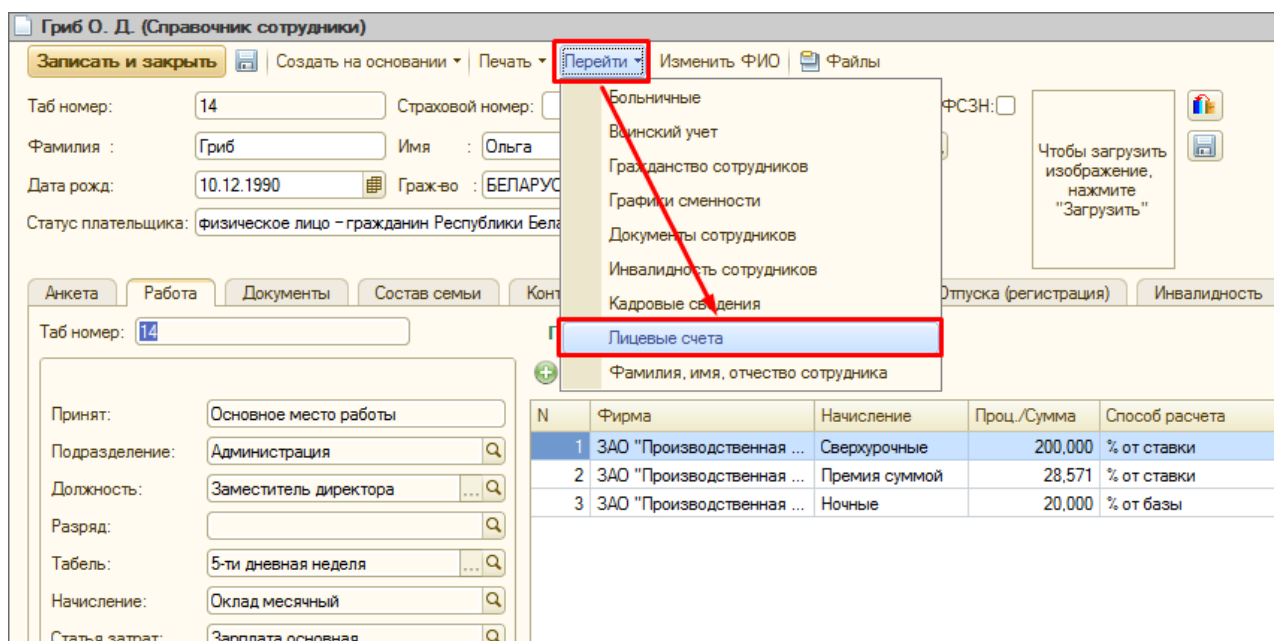 Гриб О. Д. (Справочник сотрудники)
Записать и закрыть Создать на основании Печать Перейти Изменить ФИО Файлы
Таб номер: 14 Страховой номер: ФСЗН:
Фамилия : Гриб Имя : Ольга
Дата рожд: 10.12.1990 Граж-во : БЕЛАРУС
Статус плательщика: физическое лицо - гражданин Республики Бела
Больничные
Воинский учет
Гражданство сотрудников
Графики сменности
Документы сотрудников
Инвалидность сотрудников
Кадровые сведения
Лицевые счета
Фамилия, имя, отчество сотрудника
Чтобы загрузить
изображение,
нажмите
"Загрузить"
Анкета Работа Документы Состав семьи Конт Отпуска (регистрация) Инвалидность
Таб номер: 14
Принят: Основное место работы
Подразделение: Администрация
Должность: Заместитель директора ...
Разряд:
Табель: 5-ти дневная неделя ...
Начисление: Оклад месячный
Статья затрат: Зарплата основная
N Фирма Начисление Проц./Сумма Способ расчета
1 ЗАО "Производственная ... Сверхурочные 200,000 % от ставки
2 ЗАО "Производственная ... Премия суммой 28,571 % от ставки
3 ЗАО "Производственная ... Ночные 20,000 % от базы